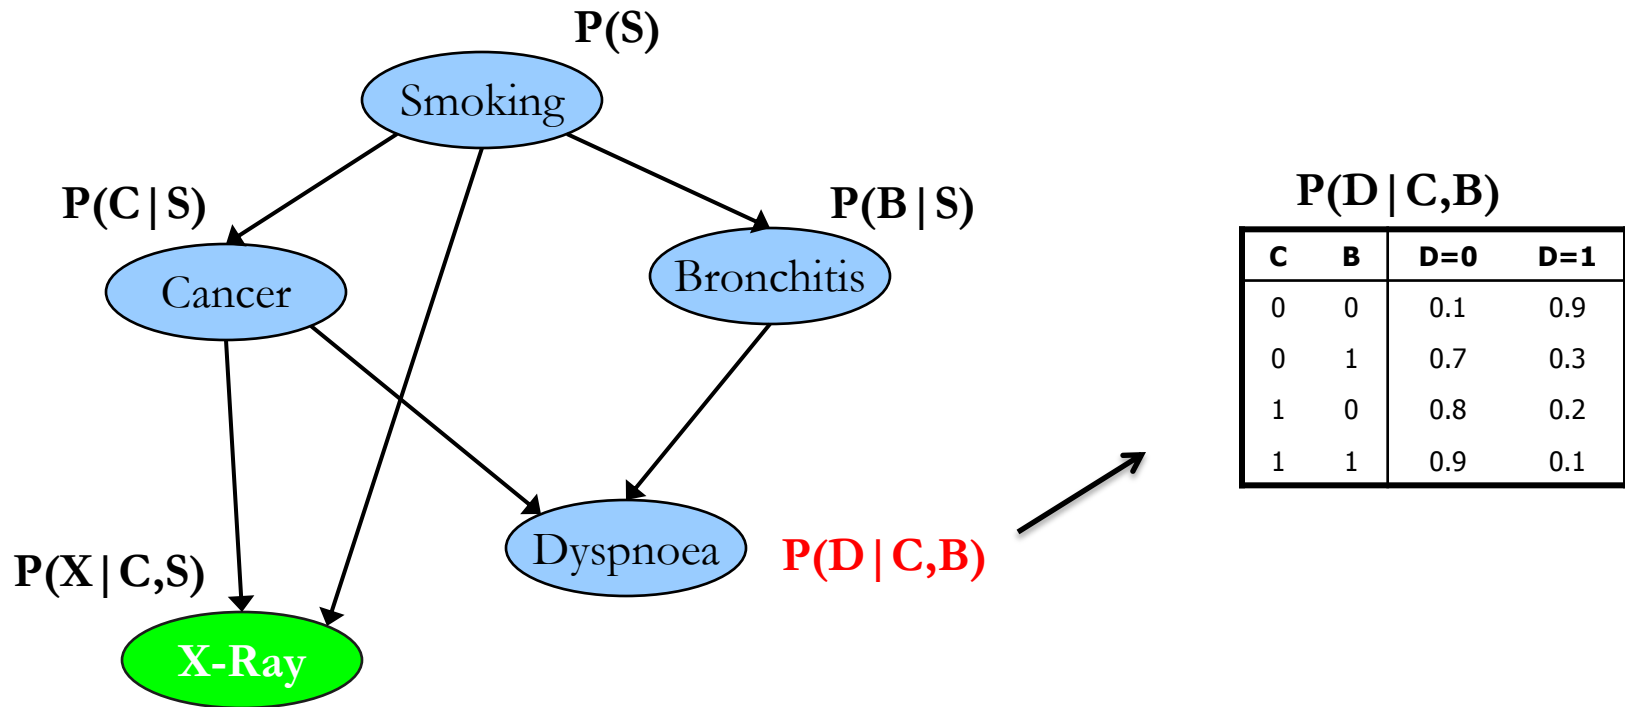 P(S)
Smoking
P(C|S)
P(B|S)
Cancer
Bronchitis
P(X|C,S)
Dyspnoea
P(D|C,B)
X-Ray
P(D|C,B)
C B D=0 D=1
0 0 0.1 0.9
0 1 0.7 0.3
1 0 0.8 0.2
1 1 0.9 0.1